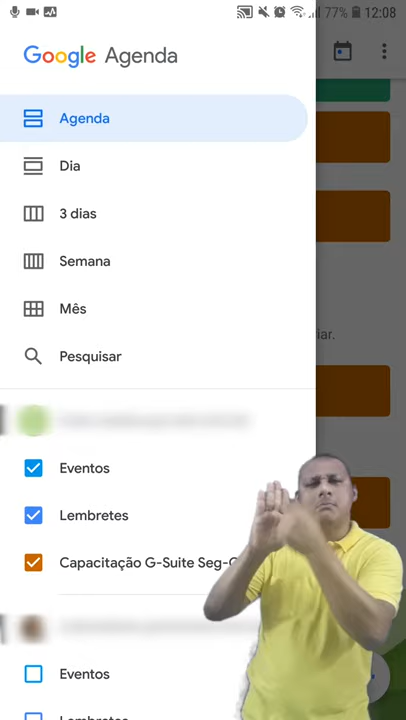 77% 12:08
Google Agenda
Agenda
Dia
3 dias
Semana
Mês
Pesquisar
iar.
Eventos
Lembretes
Capacitação G-Suite Seg-
Eventos
Lembretes